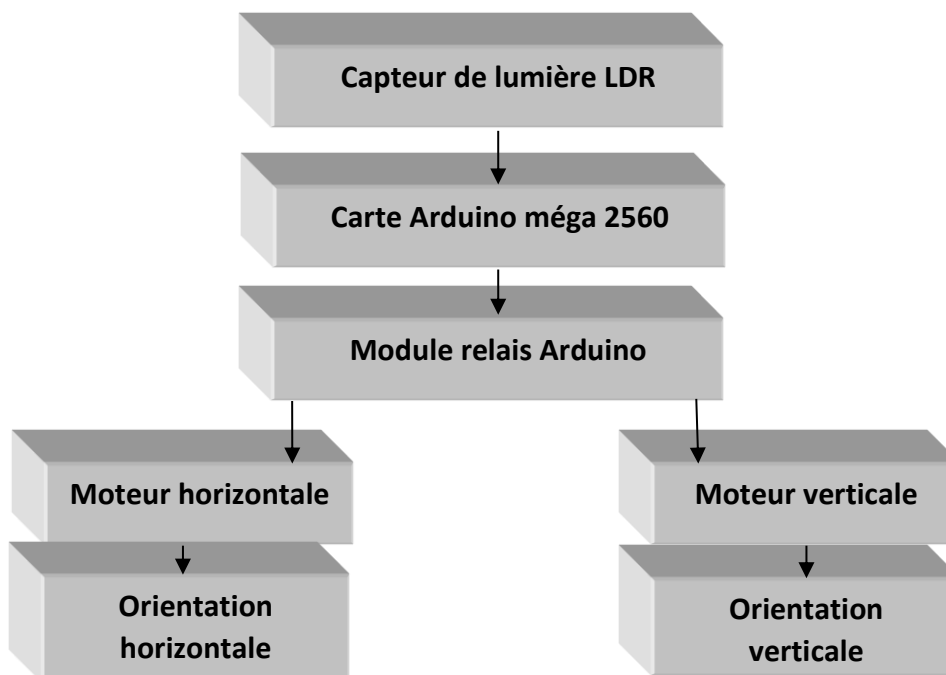 Capteur de lumière LDR
Carte Arduino méga 2560
Module relais Arduino
Moteur horizontale
Moteur verticale
Orientation
horizontale
Orientation
verticale